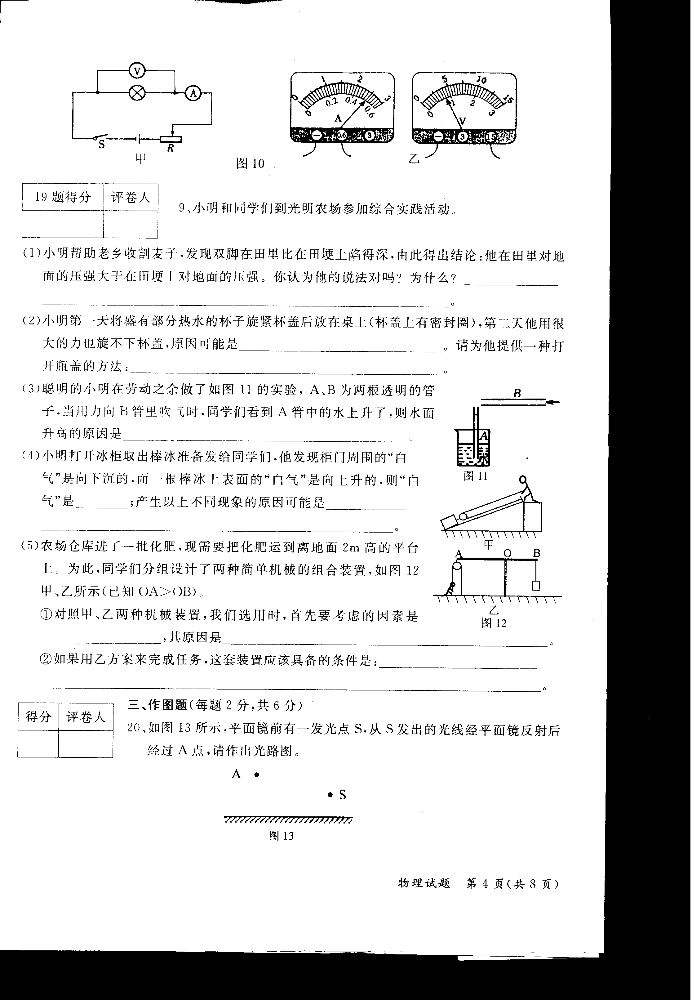 V
A
S
R
甲
图 10
0 1 2 3
0 0.2 0.4 0.6
A
− 0.6 3
0 5 10 15
0 1 2 3
V
− 3 15
乙
19 题得分 评卷人
9、小明和同学们到光明农场参加综合实践活动。
(1)小明帮助老乡收割麦子,发现双脚在田里比在田埂上陷得深,由此得出结论:他在田里对地
面的压强大于在田埂上对地面的压强。你认为他的说法对吗? 为什么?
。
(2)小明第一天将盛有部分热水的杯子旋紧杯盖后放在桌上(杯盖上有密封圈),第二天他用很
大的力也旋不下杯盖,原因可能是 。请为他提供一种打
开瓶盖的方法: 。
(3)聪明的小明在劳动之余做了如图 11 的实验, A、B 为两根透明的管
子,当用力向 B 管里吹气时,同学们看到 A 管中的水上升了,则水面
升高的原因是 。
B
A
水
图 11
(4)小明打开冰柜取出棒冰准备发给同学们,他发现柜门周围的“白
气”是向下沉的,而一根棒冰上表面的“白气”是向上升的,则“白
气”是 ;产生以上不同现象的原因可能是
。
(5)农场仓库进了一批化肥,现需要把化肥运到离地面 2m 高的平台
上。为此,同学们分组设计了两种简单机械的组合装置,如图 12
甲、乙所示(已知 OA>OB)。
①对照甲、乙两种机械装置,我们选用时,首先要考虑的因素是
,其原因是 。
②如果用乙方案来完成任务,这套装置应该具备的条件是:
。
甲
A O B
乙
图 12
得分 评卷人
三、作图题(每题 2 分,共 6 分)
20、如图 13 所示,平面镜前有一发光点 S,从 S 发出的光线经平面镜反射后
经过 A 点,请作出光路图。
A
S
图 13
物理试题 第 4 页(共 8 页)